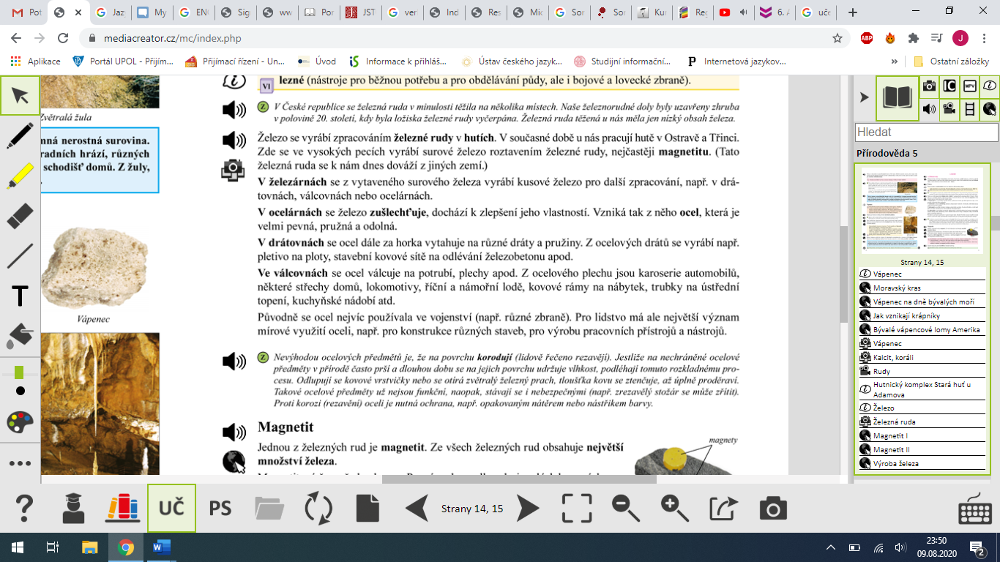 Pot
Jaz
My
ENG
Sig
ww
Por
JST
ver
Ind
Res
Mic
Sor
Soi
Kur
Reg
6. A
uče
mediacreator.cz/mc/index.php
ABP
J
Aplikace
Portál UPOL - Přijím...
Přijímací řízení - Un...
Úvod
Informace k přihláš...
Ústav českého jazyk...
Studijní informační...
P Internetová jazykov...
»
Ostatní záložky
Zvětralá žula
mná nerostná surovina.
radních hrází, různých
schodišť domů. Z žuly,
Vápenec
VI
lezné (nástroje pro běžnou potřebu a pro obdělávání půdy, ale i bojové a lovecké zbraně).
Z V České republice se železná ruda v minulosti těžila na několika místech. Naše železnorudné doly byly uzavřeny zhruba
v polovině 20. století, kdy byla ložiska železné rudy vyčerpána. Železná ruda těžená u nás měla jen nízký obsah železa.
Železo se vyrábí zpracováním železné rudy v hutích. V současné době u nás pracují hutě v Ostravě a Třinci.
Zde se ve vysokých pecích vyrábí surové železo roztavením železné rudy, nejčastěji magnetitu. (Tato
železná ruda se k nám dnes dováží z jiných zemí.)
V železárnách se z vytaveného surového železa vyrábí kusové železo pro další zpracování, např. v drá-
tovnách, válcovnách nebo ocelárnách.
V ocelárnách se železo zušlechťuje, dochází k zlepšení jeho vlastností. Vzniká tak z něho ocel, která je
velmi pevná, pružná a odolná.
V drátovnách se ocel dále za horka vytahuje na různé dráty a pružiny. Z ocelových drátů se vyrábí např.
pletivo na ploty, stavební kovové sítě na odlévání železobetonu apod.
Ve válcovnách se ocel válcuje na potrubí, plechy apod. Z ocelového plechu jsou karoserie automobilů,
některé střechy domů, lokomotivy, říční a námořní lodě, kovové rámy na nábytek, trubky na ústřední
topení, kuchyňské nádobí atd.
Původně se ocel nejvíc používala ve vojenství (např. různé zbraně). Pro lidstvo má ale největší význam
mírové využití oceli, např. pro konstrukce různých staveb, pro výrobu pracovních přístrojů a nástrojů.
Z Nevýhodou ocelových předmětů je, že na povrchu korodují (lidově řečeno rezavějí). Jestliže na nechráněné ocelové
předměty v přírodě často prší a dlouhou dobu se na jejich povrchu udržuje vlhkost, podléhají tomuto rozkladnému pro-
cesu. Odlupují se kovové vrstvičky nebo se otírá zvětralý železný prach, tloušťka kovu se ztenčuje, až úplně proděraví.
Takové ocelové předměty už nejsou funkční, naopak, stávají se i nebezpečnými (např. zrezavělý stožár se může zřítit).
Proti korozi (rezavění) oceli je nutná ochrana, např. opakovaným nátěrem nebo nástřikem barvy.
Magnetit
Jednou z železných rud je magnetit. Ze všech železných rud obsahuje největší
množství železa.
magnety
IC
MPV
Hledat
Přírodověda 5
Strany 14, 15
Vápenec
Moravský kras
Vápenec na dně bývalých moří
Jak vznikají krápníky
Bývalé vápencové lomy Amerika
Vápenec
Kalcit, koráli
Rudy
Hutnický komplex Stará huť u
Adamova
Železo
Železná ruda
Magnetit I
Magnetit II
Výroba železa
T
?
UČ
PS
Strany 14, 15
23:50
09.08.2020
2